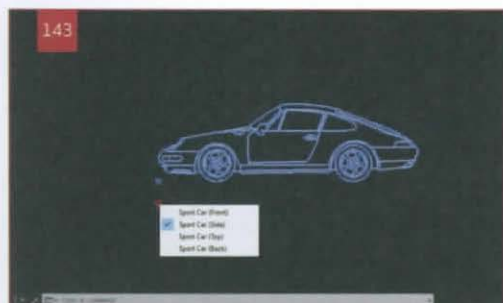 143
Sport Car (Front)
Sport Car (Side)
Sport Car (Top)
Sport Car (Back)